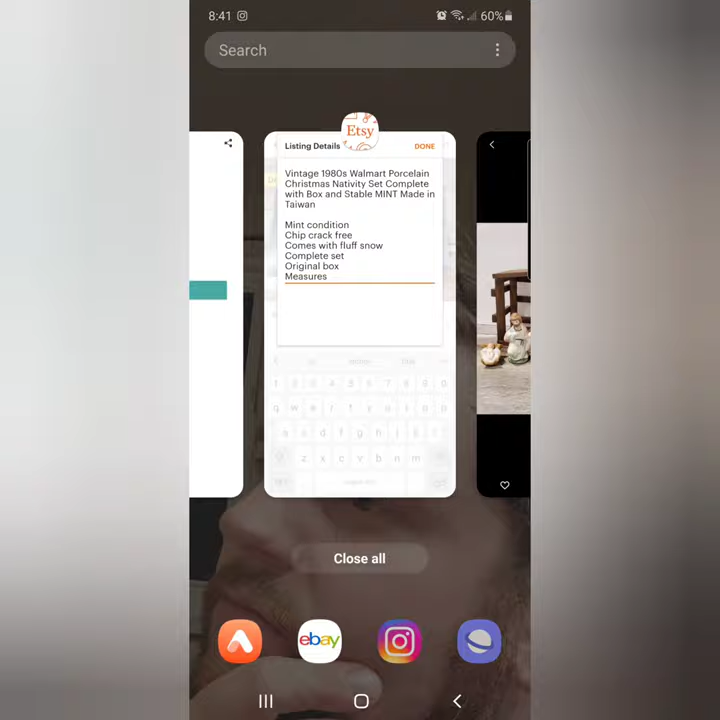 8:41
60%
Search
Etsy
Listing Details
DONE
Vintage 1980s Walmart Porcelain
Christmas Nativity Set Complete
with Box and Stable MINT Made in
Taiwan
Mint condition
Chip crack free
Comes with fluff snow
Complete set
Original box
Measures
q w e r t y u i o p
a s d f g h j k l
z x c v b n m
Close all
ebay